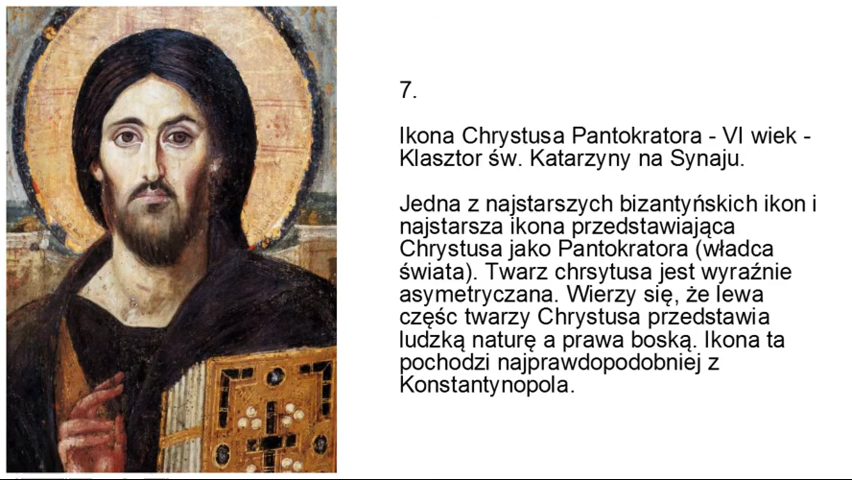 7.
Ikona Chrystusa Pantokratora - VI wiek -
Klasztor św. Katarzyny na Synaju.
Jedna z najstarszych bizantyńskich ikon i
najstarsza ikona przedstawiająca
Chrystusa jako Pantokratora (władca
świata). Twarz chrsytusa jest wyraźnie
asymetryczana. Wierzy się, że lewa
częśc twarzy Chrystusa przedstawia
ludzką naturę a prawa boską. Ikona ta
pochodzi najprawdopodobniej z
Konstantynopola.